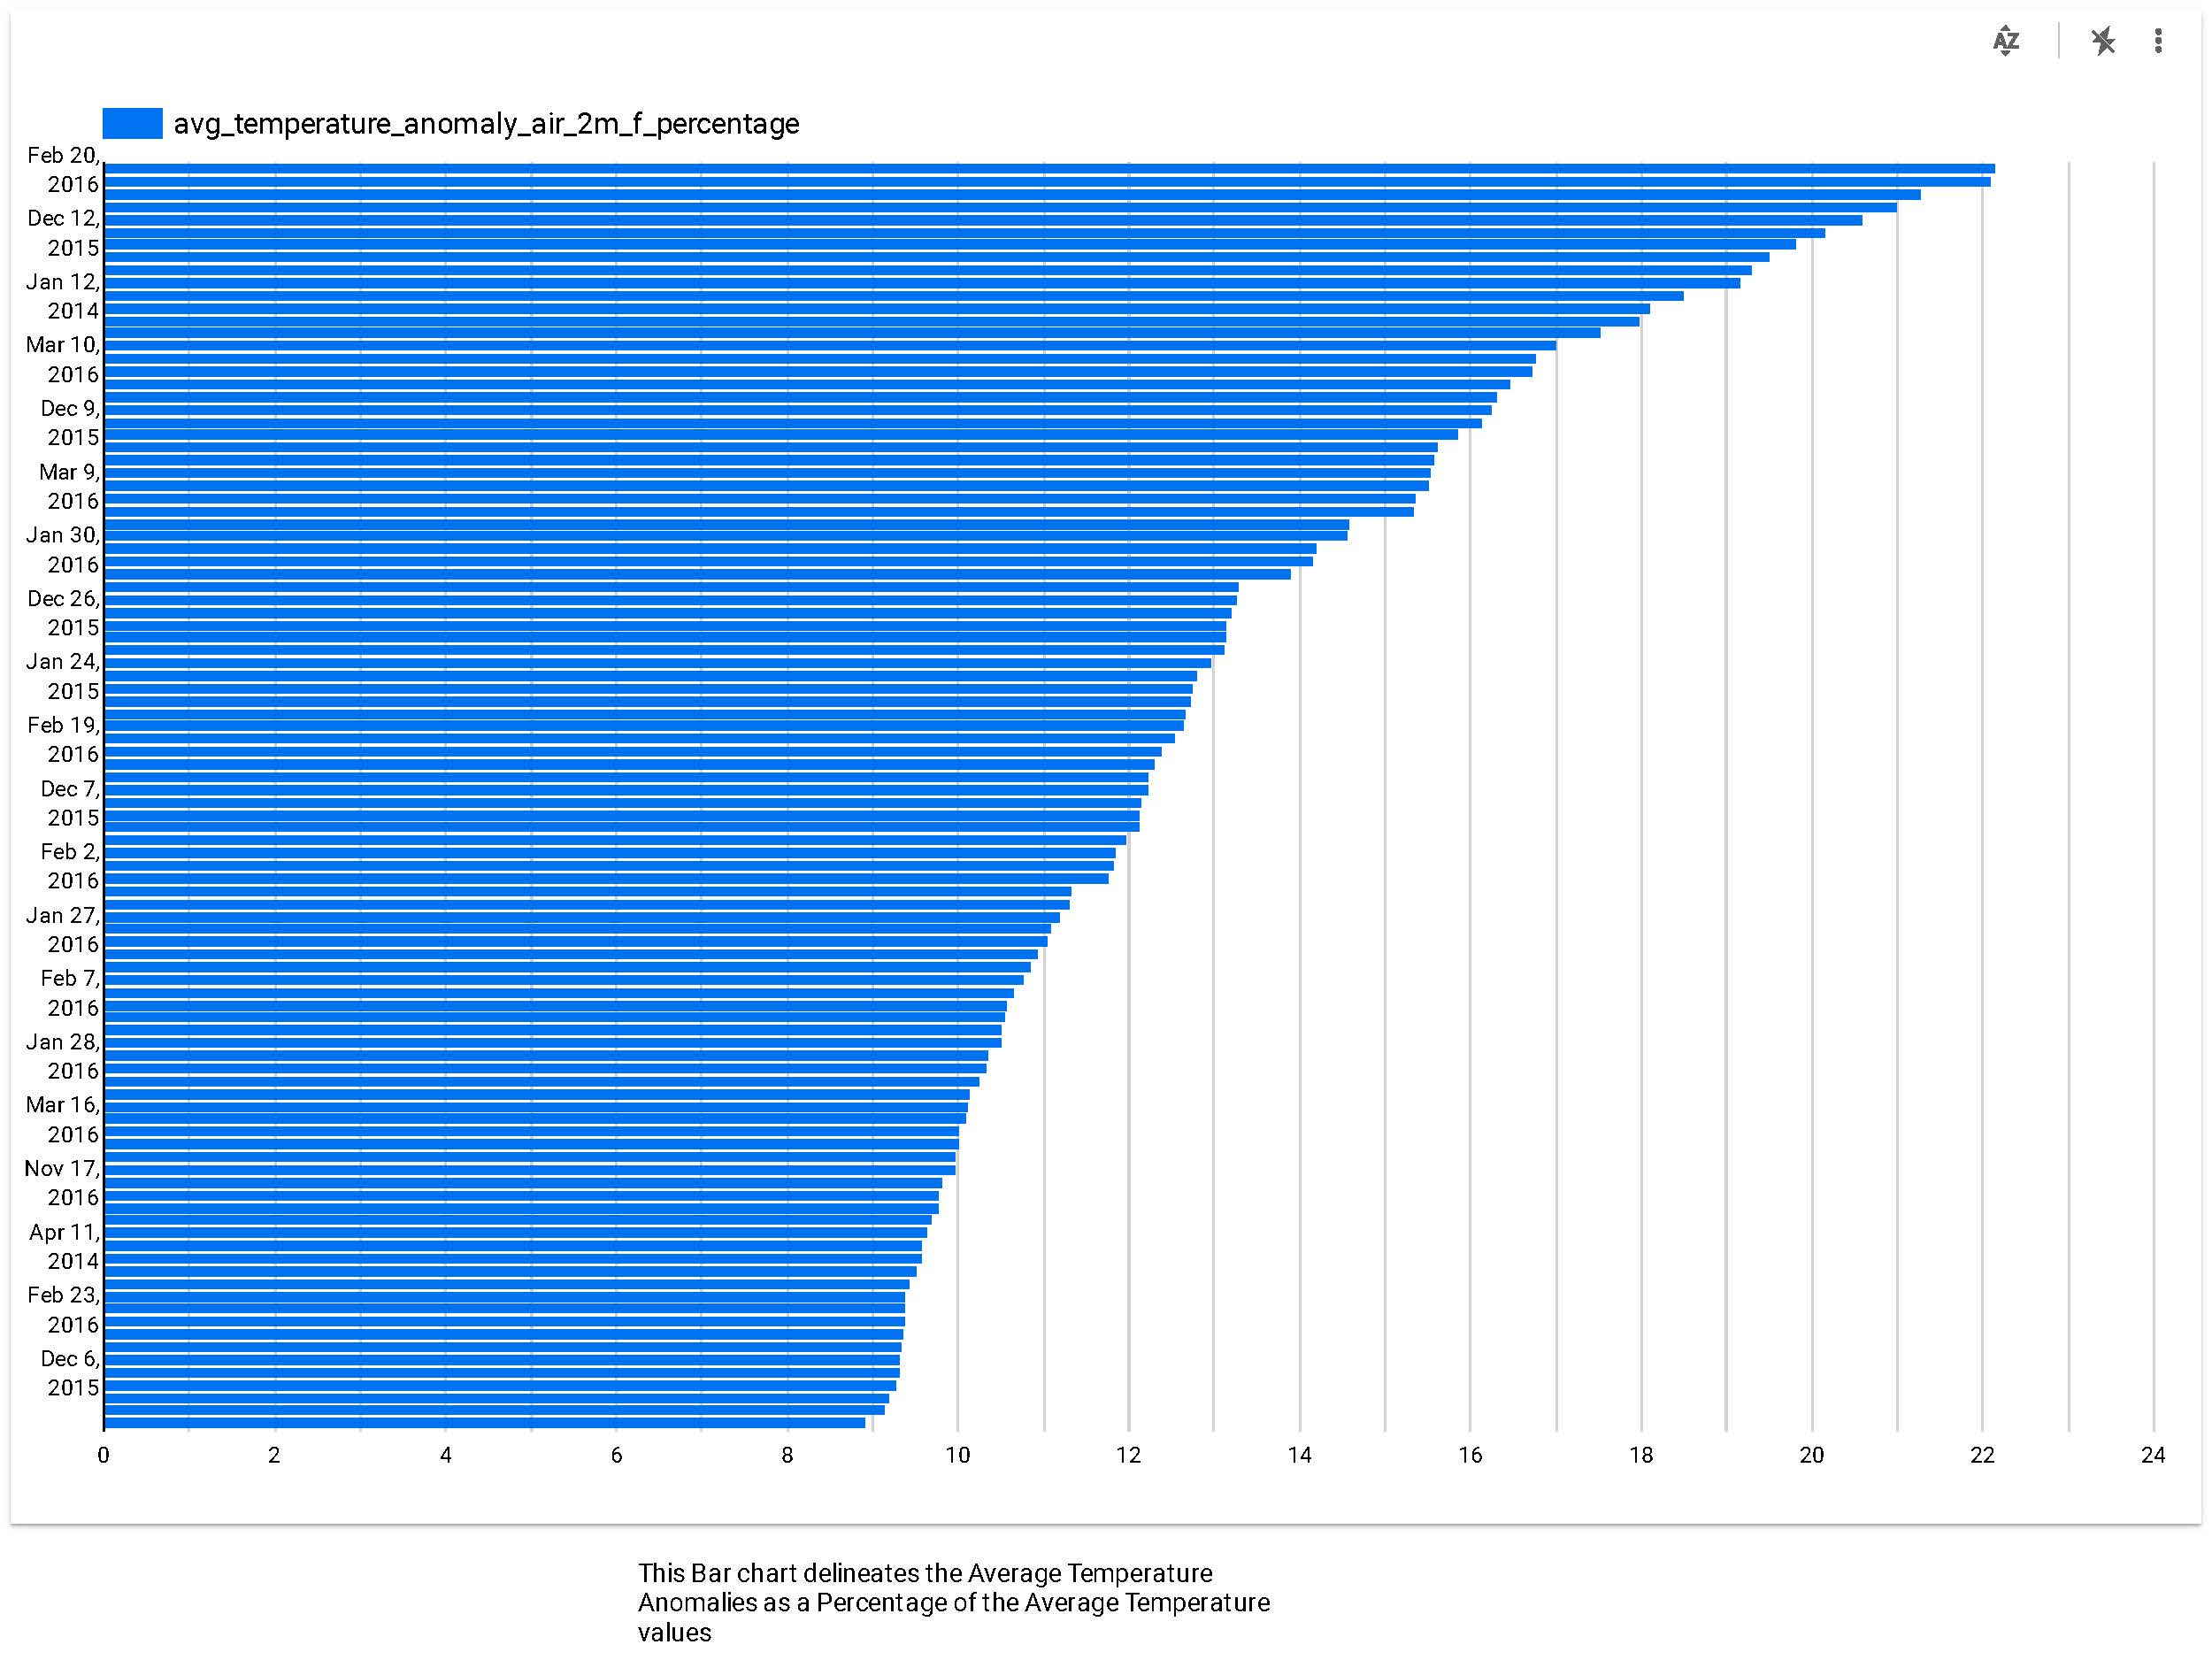 AZ
avg_temperature_anomaly_air_2m_f_percentage
Feb 20,
2016
Dec 12,
2015
Jan 12,
2014
Mar 10,
2016
Dec 9,
2015
Mar 9,
2016
Jan 30,
2016
Dec 26,
2015
Jan 24,
2015
Feb 19,
2016
Dec 7,
2015
Feb 2,
2016
Jan 27,
2016
Feb 7,
2016
Jan 28,
2016
Mar 16,
2016
Nov 17,
2016
Apr 11,
2014
Feb 23,
2016
Dec 6,
2015
0 2 4 6 8 10 12 14 16 18 20 22 24
This Bar chart delineates the Average Temperature
Anomalies as a Percentage of the Average Temperature
values